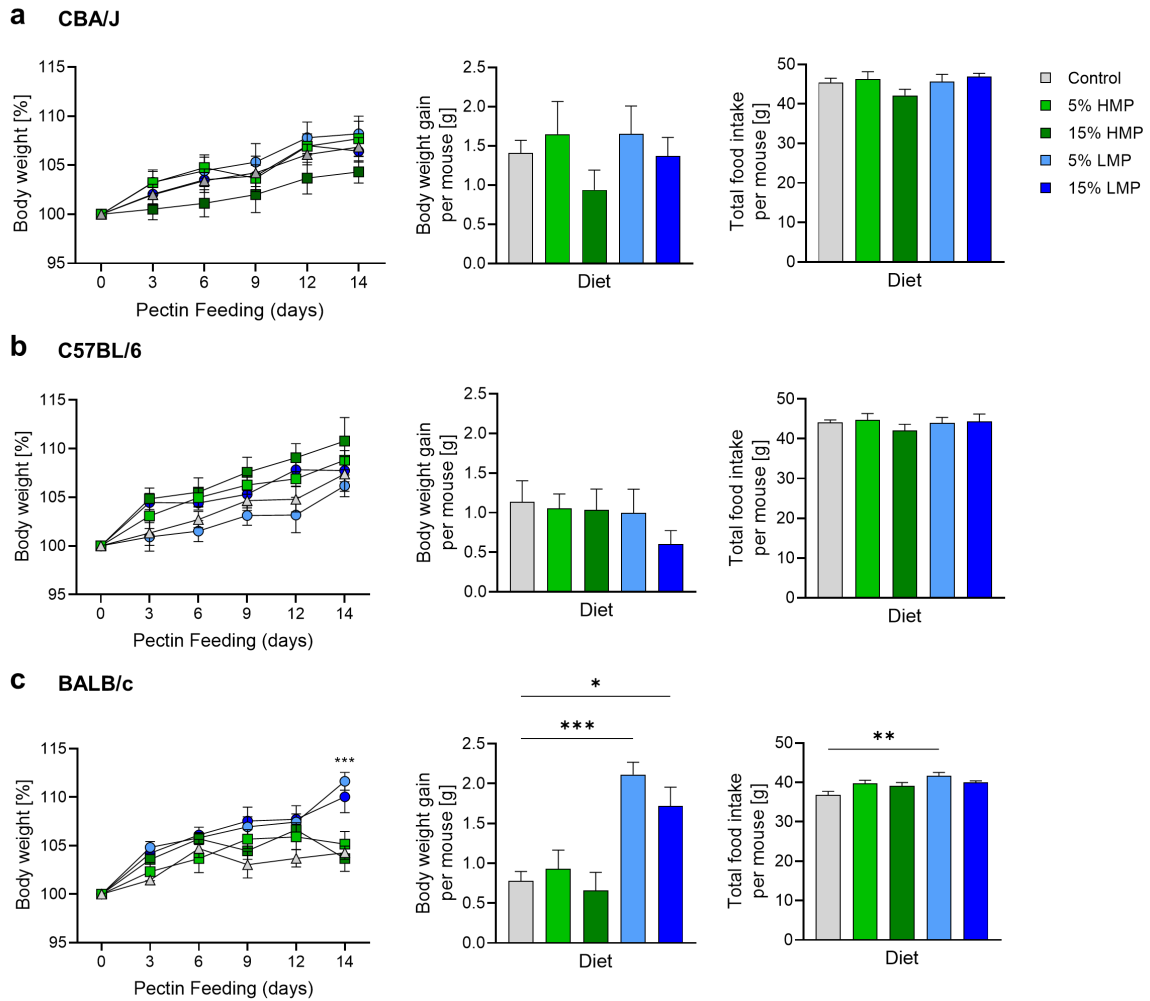 a CBA/J
115
110
105
100
95
Body weight [%]
0 3 6 9 12 14
Pectin Feeding (days)
2.5
2.0
1.5
1.0
0.5
0.0
Body weight gain
per mouse [g]
Diet
50
40
30
20
10
0
Total food intake
per mouse [g]
Diet
Control
5% HMP
15% HMP
5% LMP
15% LMP
b C57BL/6
115
110
105
100
95
Body weight [%]
0 3 6 9 12 14
Pectin Feeding (days)
2.5
2.0
1.5
1.0
0.5
0.0
Body weight gain
per mouse [g]
Diet
50
40
30
20
10
0
Total food intake
per mouse [g]
Diet
c BALB/c
115
110
105
100
95
Body weight [%]
***
0 3 6 9 12 14
Pectin Feeding (days)
*
***
2.5
2.0
1.5
1.0
0.5
0.0
Body weight gain
per mouse [g]
Diet
**
50
40
30
20
10
0
Total food intake
per mouse [g]
Diet